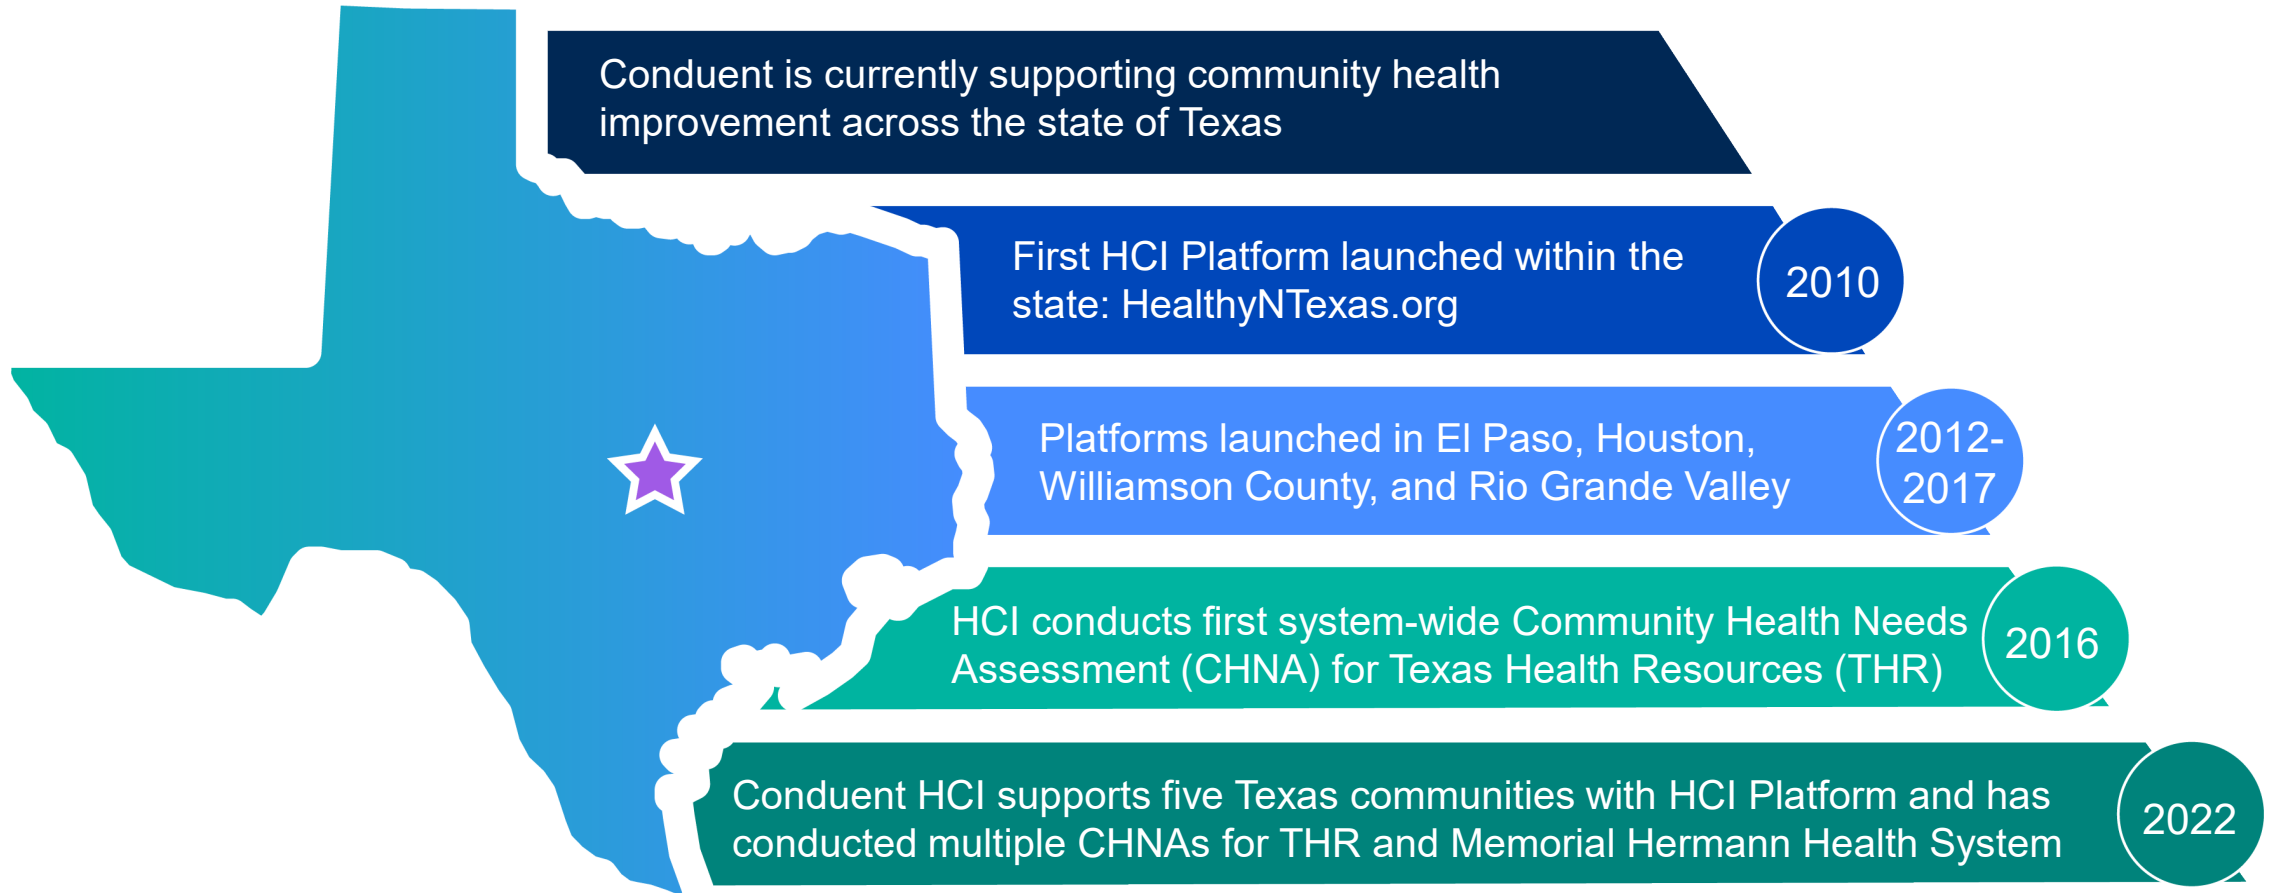 Conduent is currently supporting community health
improvement across the state of Texas
First HCI Platform launched within the
state: HealthyNTexas.org
2010
Platforms launched in El Paso, Houston,
Williamson County, and Rio Grande Valley
2012-
2017
HCI conducts first system-wide Community Health Needs
Assessment (CHNA) for Texas Health Resources (THR)
2016
Conduent HCI supports five Texas communities with HCI Platform and has
conducted multiple CHNAs for THR and Memorial Hermann Health System
2022